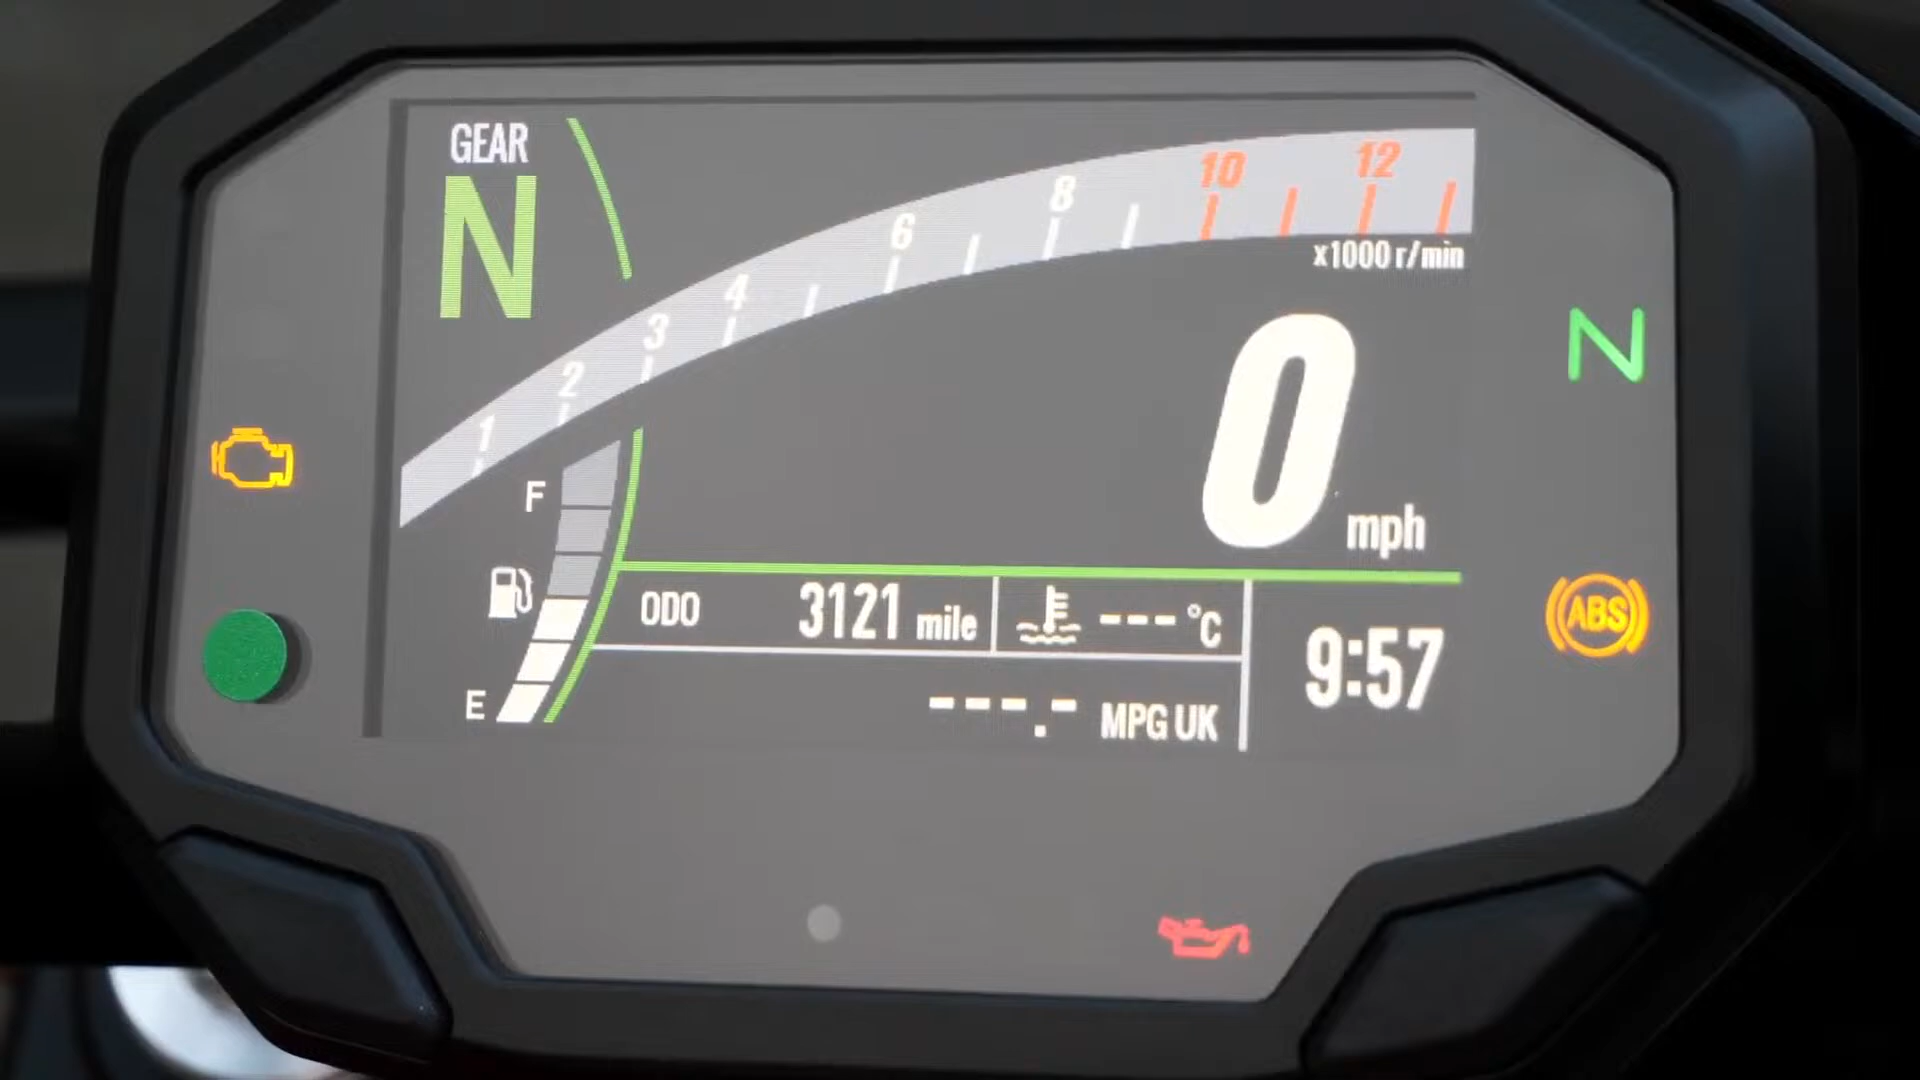 GEAR
N
1 2 3 4 6 8 10 12
x1000 r/min
N
0 mph
F
E
ODO 3121 mile
---°C
9:57
---.- MPG UK
ABS